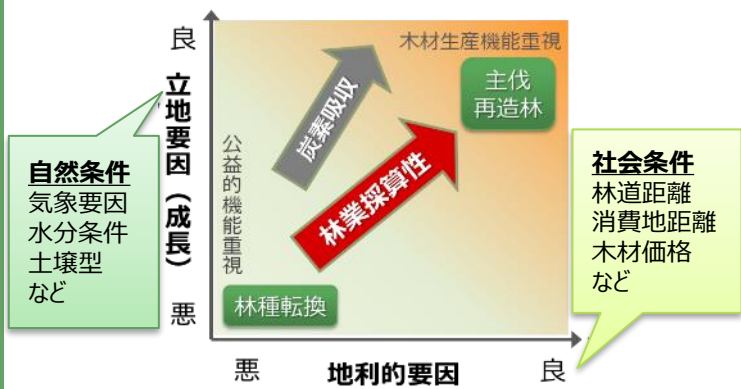 良
立地要因（成長）
悪
自然条件
気象要因
水分条件
土壌型
など
公益的機能重視
炭素吸収
林業採算性
木材生産機能重視
主伐
再造林
林種転換
社会条件
林道距離
消費地距離
木材価格
など
悪
地利的要因
良